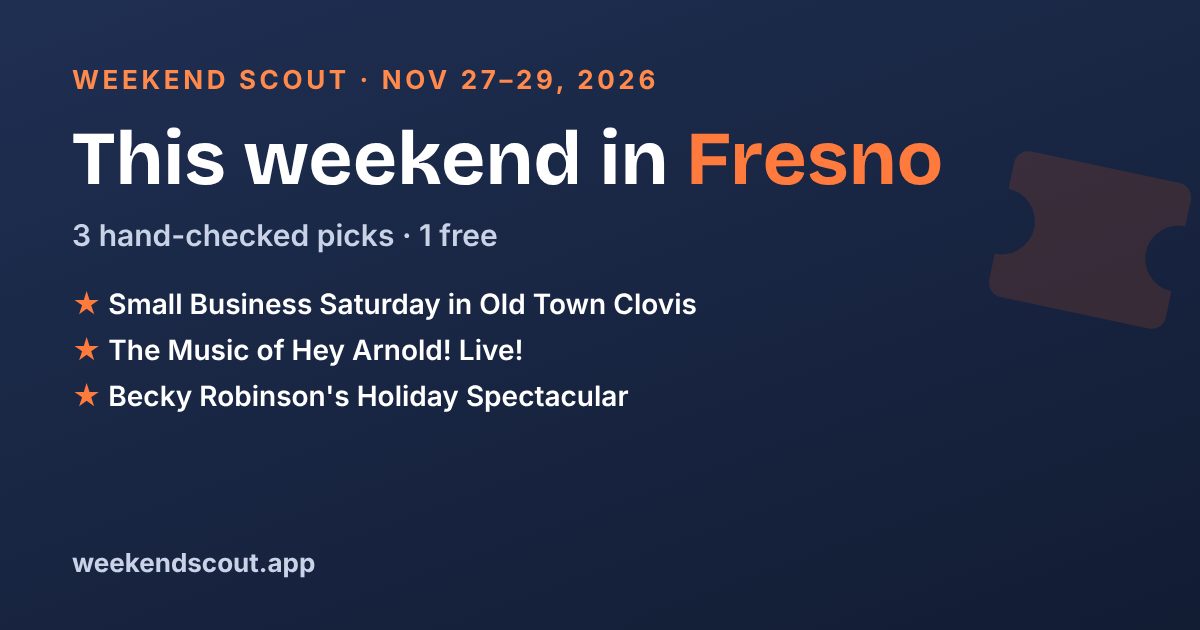 WEEKEND SCOUT · NOV 27–29, 2026
This weekend in Fresno
3 hand-checked picks · 1 free
★ Small Business Saturday in Old Town Clovis
★ The Music of Hey Arnold! Live!
★ Becky Robinson's Holiday Spectacular
weekendscout.app